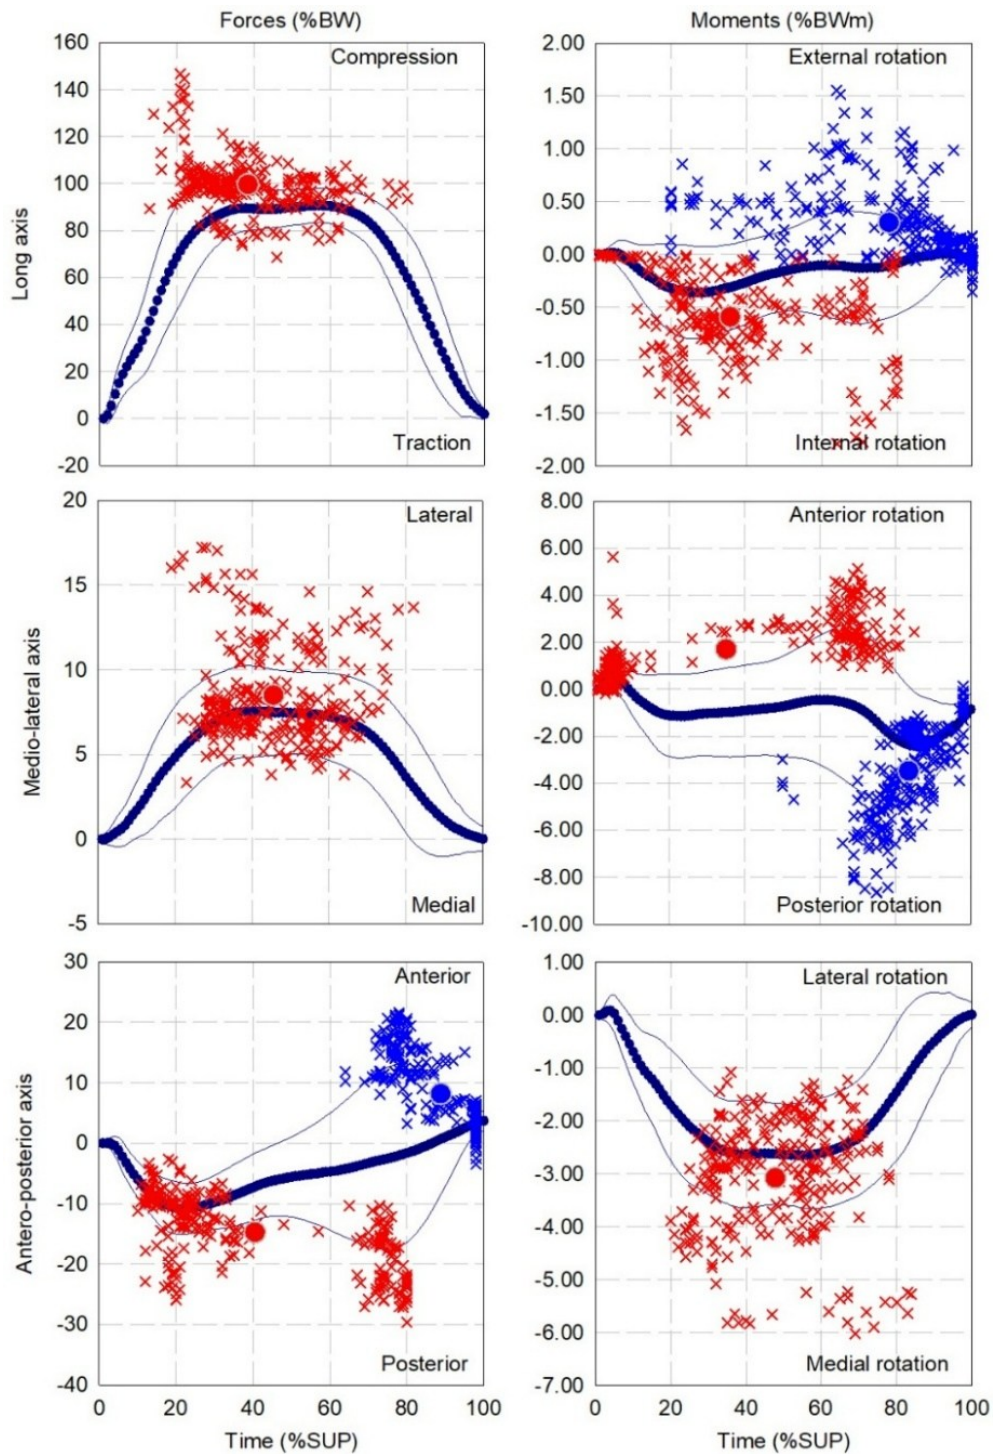 Forces (%BW) Moments (%BWm)
160 Compression 2.00 External rotation
140 1.50
120 1.00
100 0.50
80 0.00
60 -0.50
40 -1.00
20 -1.50
0 -2.00
-20 Traction Internal rotation
Long axis
20 Lateral 8.00 Anterior rotation
15 6.00
10 4.00
5 2.00
0 0.00
-5 -2.00
-4.00
-6.00
-8.00
-10.00
Medial Posterior rotation
Medio-lateral axis
30 Anterior 1.00 Lateral rotation
20 0.00
10 -1.00
0 -2.00
-10 -3.00
-20 -4.00
-30 -5.00
-40 -6.00
-7.00
Posterior Medial rotation
Antero-posterior axis
0 20 40 60 80 100 0 20 40 60 80 100
Time (%SUP) Time (%SUP)